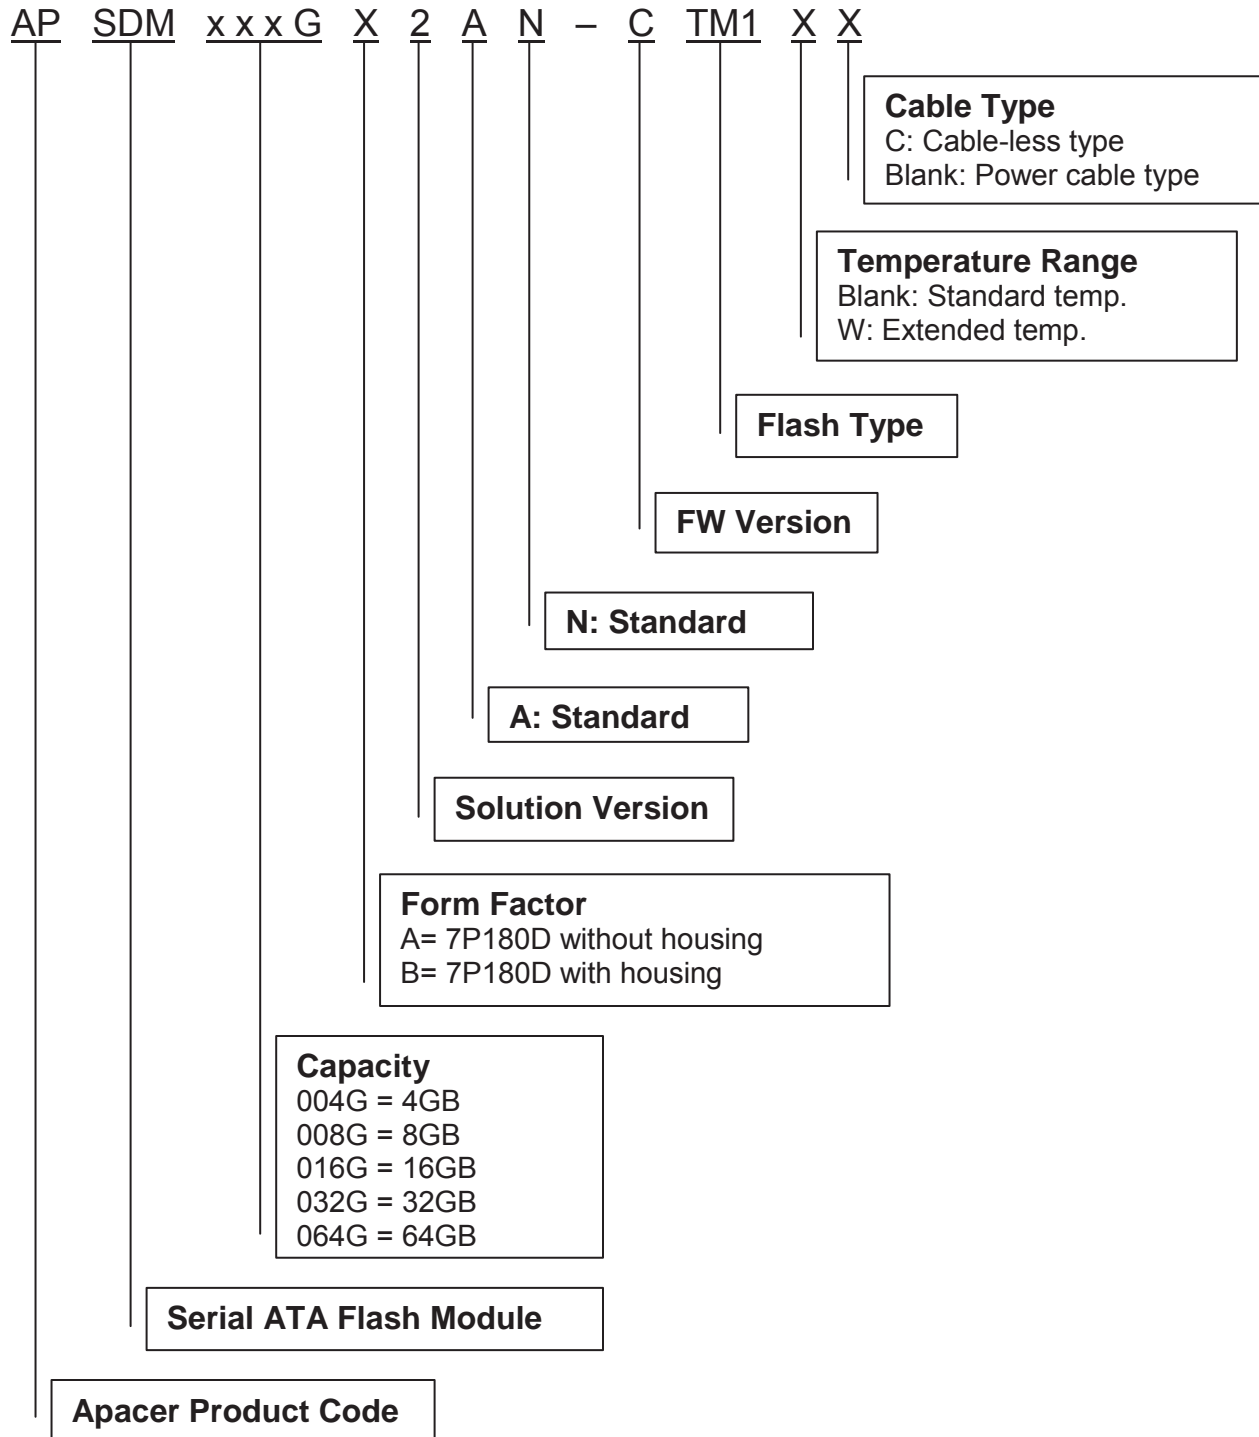 AP SDM x x x G X 2 A N – C TM1 X X
Cable Type
C: Cable-less type
Blank: Power cable type
Temperature Range
Blank: Standard temp.
W: Extended temp.
Flash Type
FW Version
N: Standard
A: Standard
Solution Version
Form Factor
A= 7P180D without housing
B= 7P180D with housing
Capacity
004G = 4GB
008G = 8GB
016G = 16GB
032G = 32GB
064G = 64GB
Serial ATA Flash Module
Apacer Product Code